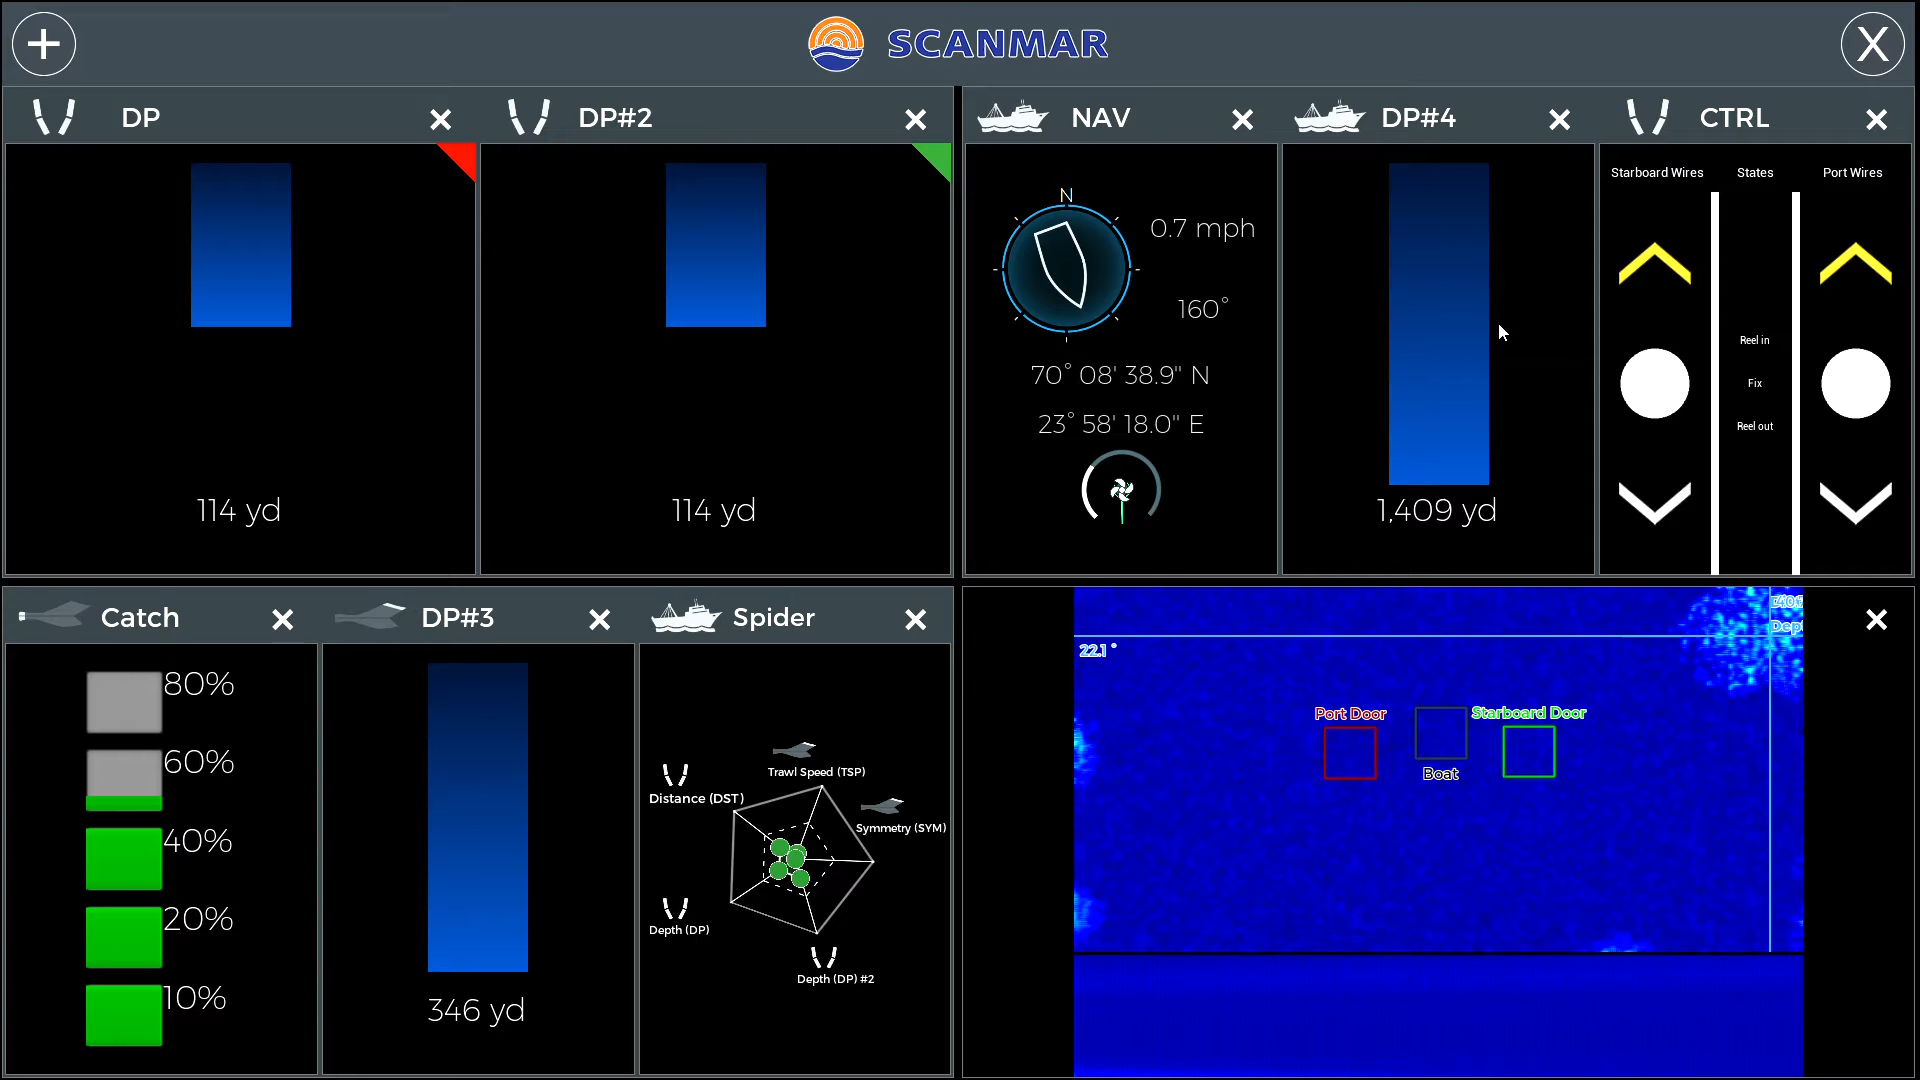 SCANMAR
DP
DP#2
NAV
DP#4
CTRL
114 yd
114 yd
N
0.7 mph
160°
70° 08' 38.9" N
23° 58' 18.0" E
1,409 yd
Starboard Wires
States
Port Wires
Reel in
Fix
Reel out
Catch
DP#3
Spider
80%
60%
40%
20%
10%
346 yd
Trawl Speed (TSP)
Distance (DST)
Symmetry (SYM)
Depth (DP)
Depth (DP) #2
22.1 °
Port Door
Starboard Door
Boat